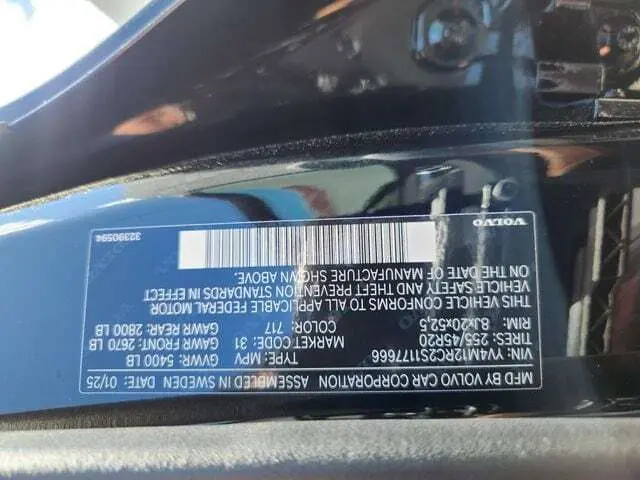 MFD BY VOLVO CAR CORPORATION ASSEMBLED IN SWEDEN 01/25
VIN: YV4M12RC2S1177666 TYPE: MPV GVWR: 5400 LB
TIRES: 255/45R20 MARKET CODE: 31 GAWR FRONT: 2670 LB
RIM: 8Jx20x52,5 COLOR: 717 GAWR REAR: 2800 LB
THIS VEHICLE CONFORMS TO ALL APPLICABLE FEDERAL MOTOR
VEHICLE SAFETY AND THEFT PREVENTION STANDARDS IN EFFECT
ON THE DATE OF MANUFACTURE SHOWN ABOVE.
VOLVO 32390594